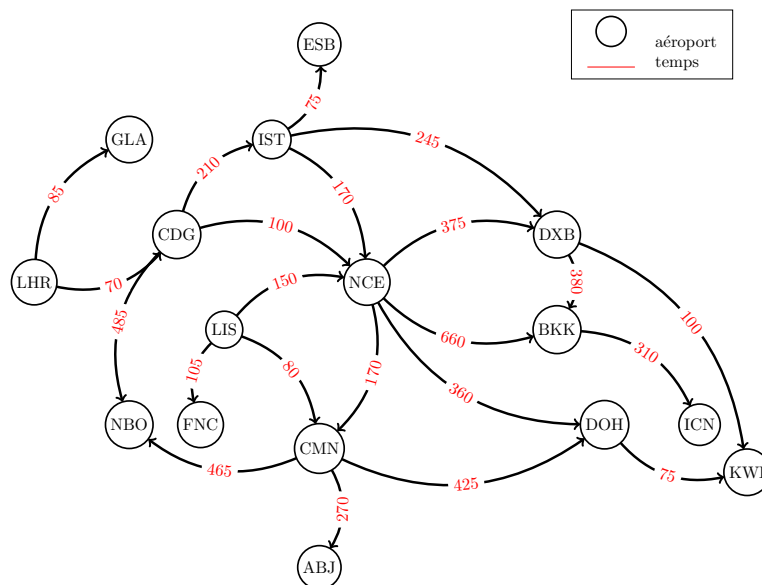 ESB
aéroport
temps
75
GLA
IST
245
210
170
85
100
375
CDG
DXB
LHR
70
150
NCE
380
485
LIS
660
BKK
100
310
105
80
170
360
NBO
FNC
CMN
DOH
ICN
465
425
75
KWI
270
ABJ